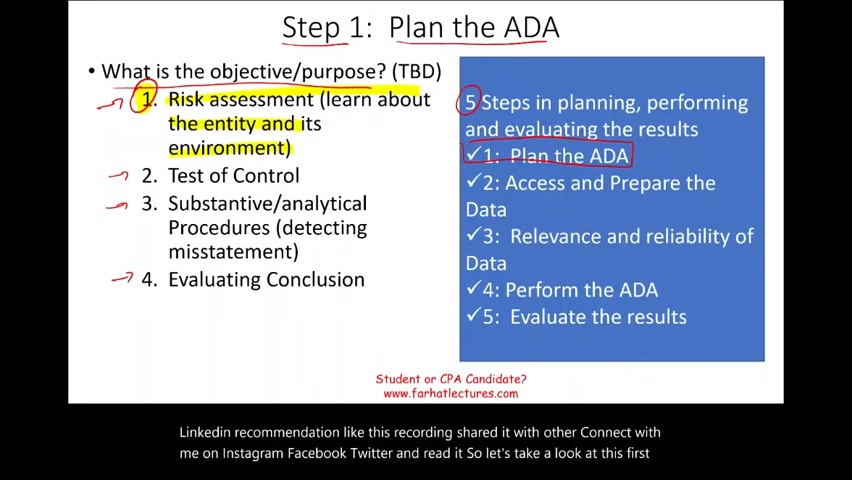 Step 1: Plan the ADA
• What is the objective/purpose? (TBD)
1. Risk assessment (learn about
the entity and its
environment)
2. Test of Control
3. Substantive/analytical
Procedures (detecting
misstatement)
4. Evaluating Conclusion
5 Steps in planning, performing
and evaluating the results
✓1: Plan the ADA
✓2: Access and Prepare the
Data
✓3: Relevance and reliability of
Data
✓4: Perform the ADA
✓5: Evaluate the results
Student or CPA Candidate?
www.farhatlectures.com
Linkedin recommendation like this recording shared it with other Connect with
me on Instagram Facebook Twitter and read it So let's take a look at this first